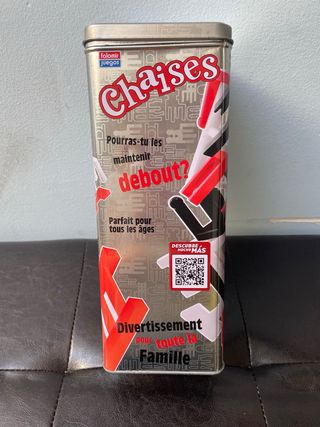 falomir
juegos
Chaises
Pourras-tu les
maintenir
debout?
Parfait pour
tous les âges
DESCUBRE
MUCHO MÁS
Divertissement
pour toute la
Famille